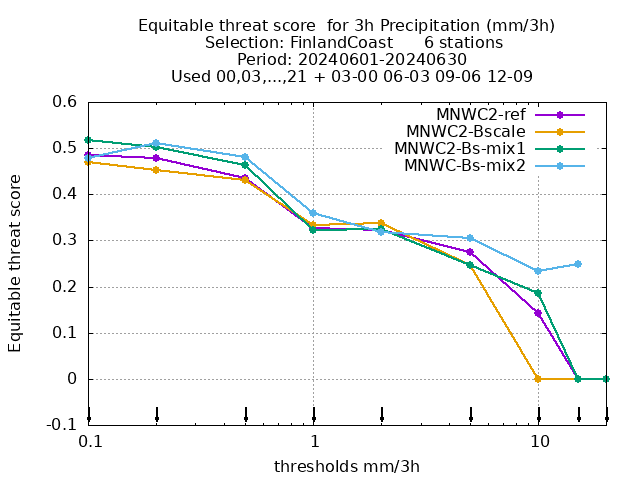 Equitable threat score  for 3h Precipitation (mm/3h)
Selection: FinlandCoast      6 stations
Period: 20240601-20240630
Used 00,03,...,21 + 03-00 06-03 09-06 12-09
MNWC2-ref
MNWC2-Bscale
MNWC2-Bs-mix1
MNWC-Bs-mix2
Equitable threat score
0.6
0.5
0.4
0.3
0.2
0.1
0
-0.1
0.1 1 10
thresholds mm/3h